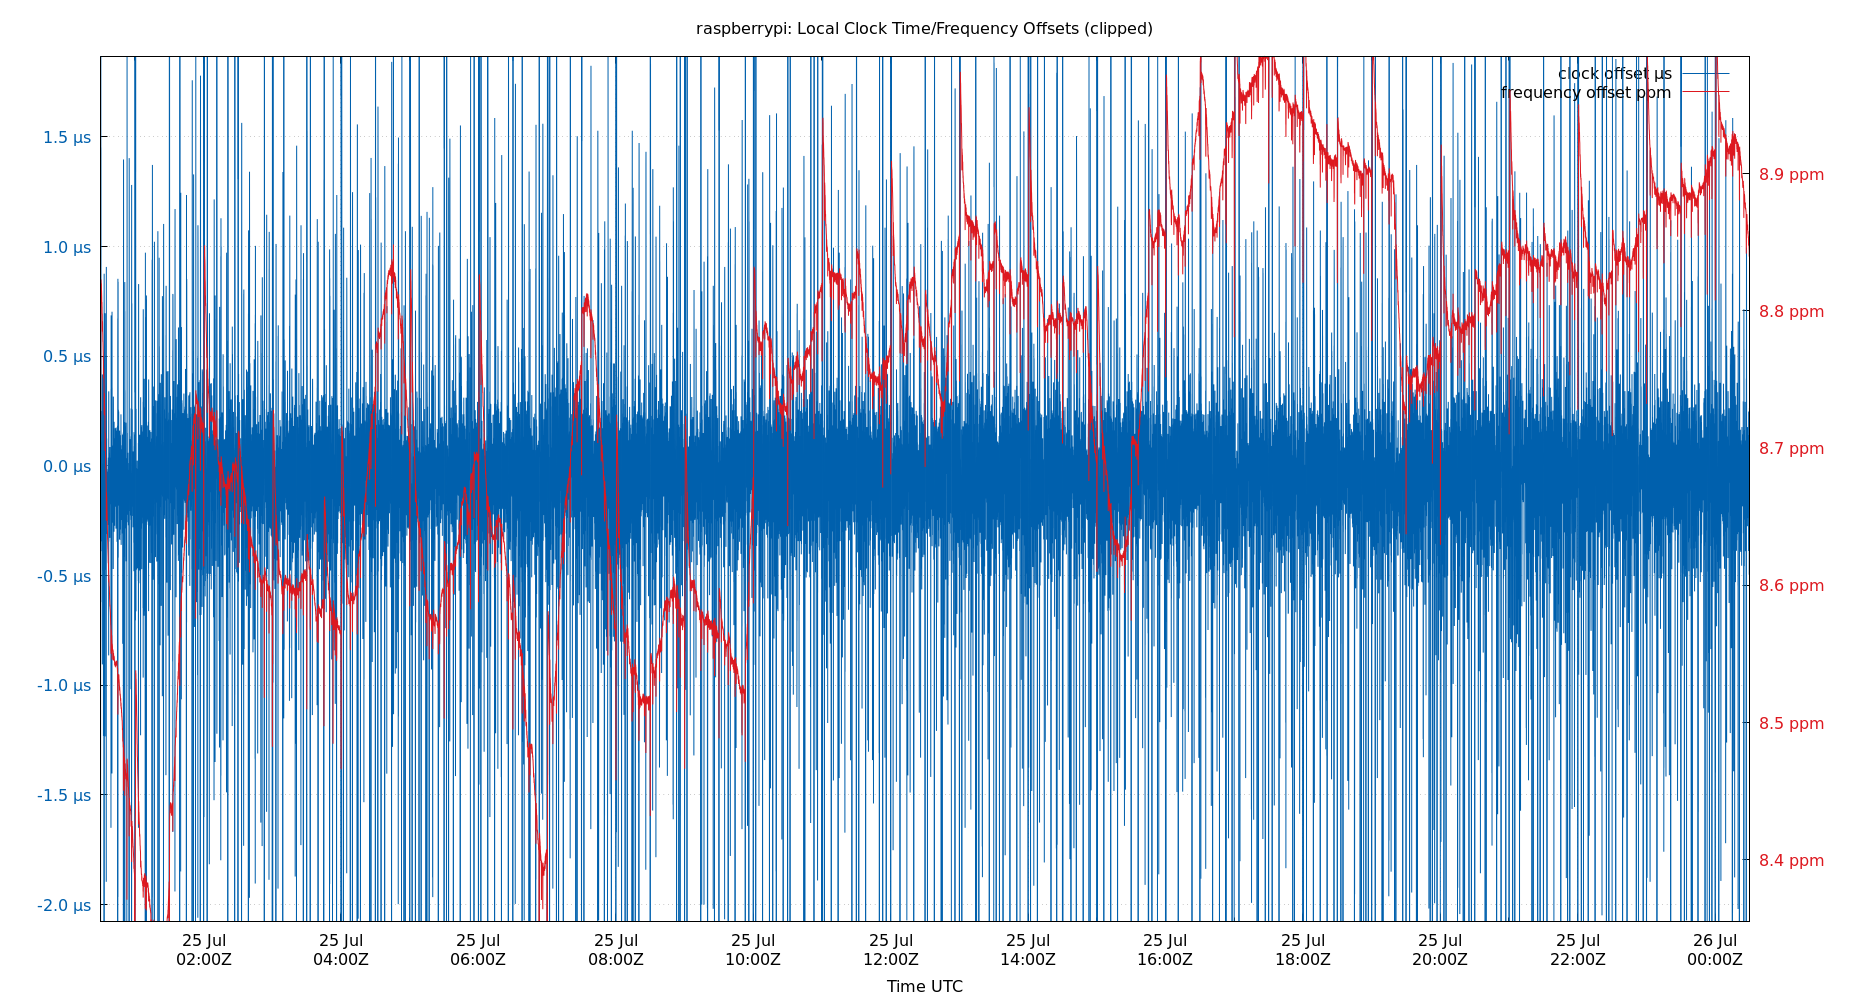 raspberrypi: Local Clock Time/Frequency Offsets (clipped)
clock offset µs
frequency offset ppm
1.5 µs
1.0 µs
0.5 µs
0.0 µs
-0.5 µs
-1.0 µs
-1.5 µs
-2.0 µs
8.9 ppm
8.8 ppm
8.7 ppm
8.6 ppm
8.5 ppm
8.4 ppm
25 Jul 25 Jul 25 Jul 25 Jul 25 Jul 25 Jul 25 Jul 25 Jul 25 Jul 25 Jul 25 Jul 26 Jul
02:00Z 04:00Z 06:00Z 08:00Z 10:00Z 12:00Z 14:00Z 16:00Z 18:00Z 20:00Z 22:00Z 00:00Z
Time UTC